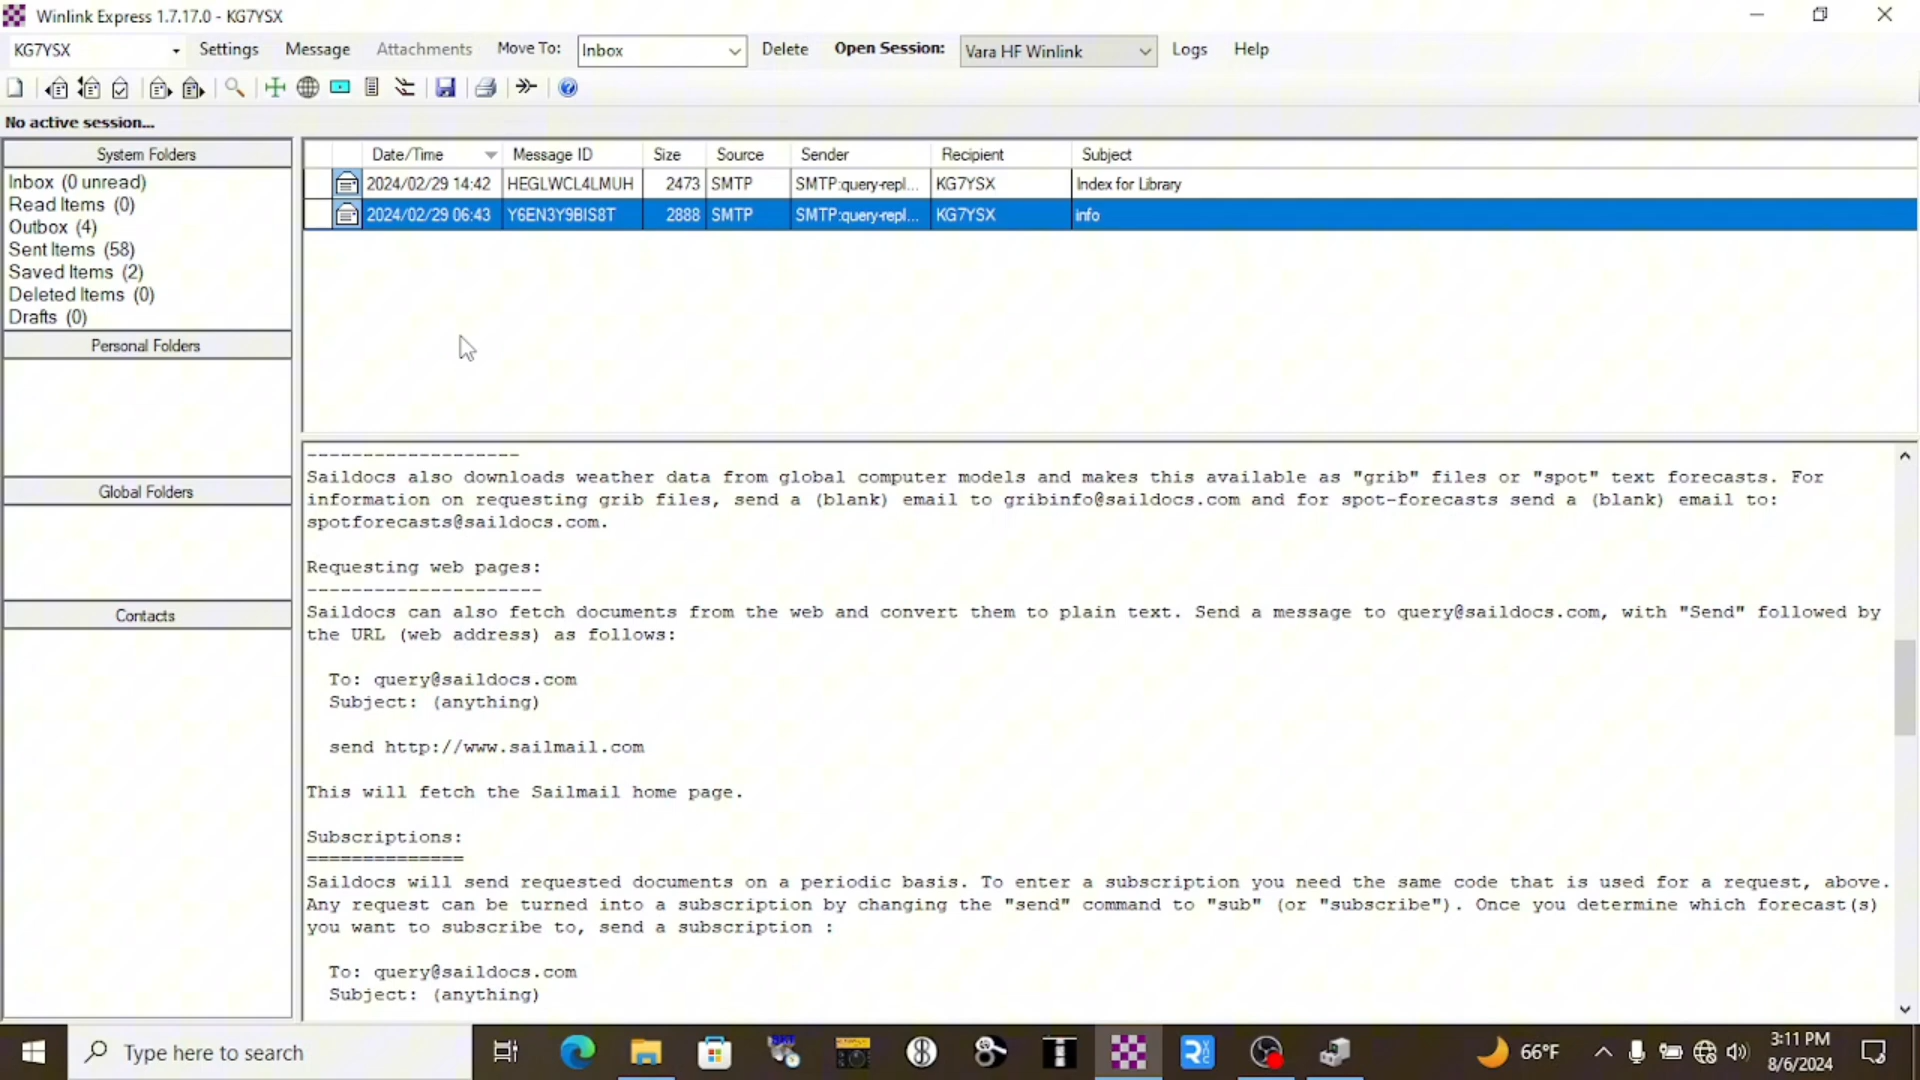 Winlink Express 1.7.17.0 - KG7YSX
KG7YSX Settings Message Attachments Move To: Inbox Delete Open Session: Vara HF Winlink Logs Help
No active session...
System Folders
Inbox (0 unread)
Read Items (0)
Outbox (4)
Sent Items (58)
Saved Items (2)
Deleted Items (0)
Drafts (0)
Personal Folders
Global Folders
Contacts
Date/Time Message ID Size Source Sender Recipient Subject
2024/02/29 14:42 HEGLWCL4LMUH 2473 SMTP SMTP:query-repl... KG7YSX Index for Library
2024/02/29 06:43 Y6EN3Y9BIS8T 2888 SMTP SMTP:query-repl... KG7YSX info
-------------------
Saildocs also downloads weather data from global computer models and makes this available as "grib" files or "spot" text forecasts. For
information on requesting grib files, send a (blank) email to gribinfo@saildocs.com and for spot-forecasts send a (blank) email to:
spotforecasts@saildocs.com.
Requesting web pages:
---------------------
Saildocs can also fetch documents from the web and convert them to plain text. Send a message to query@saildocs.com, with "Send" followed by
the URL (web address) as follows:
To: query@saildocs.com
Subject: (anything)
send http://www.sailmail.com
This will fetch the Sailmail home page.
Subscriptions:
==============
Saildocs will send requested documents on a periodic basis. To enter a subscription you need the same code that is used for a request, above.
Any request can be turned into a subscription by changing the "send" command to "sub" (or "subscribe"). Once you determine which forecast(s)
you want to subscribe to, send a subscription :
To: query@saildocs.com
Subject: (anything)
Type here to search
66°F
3:11 PM
8/6/2024